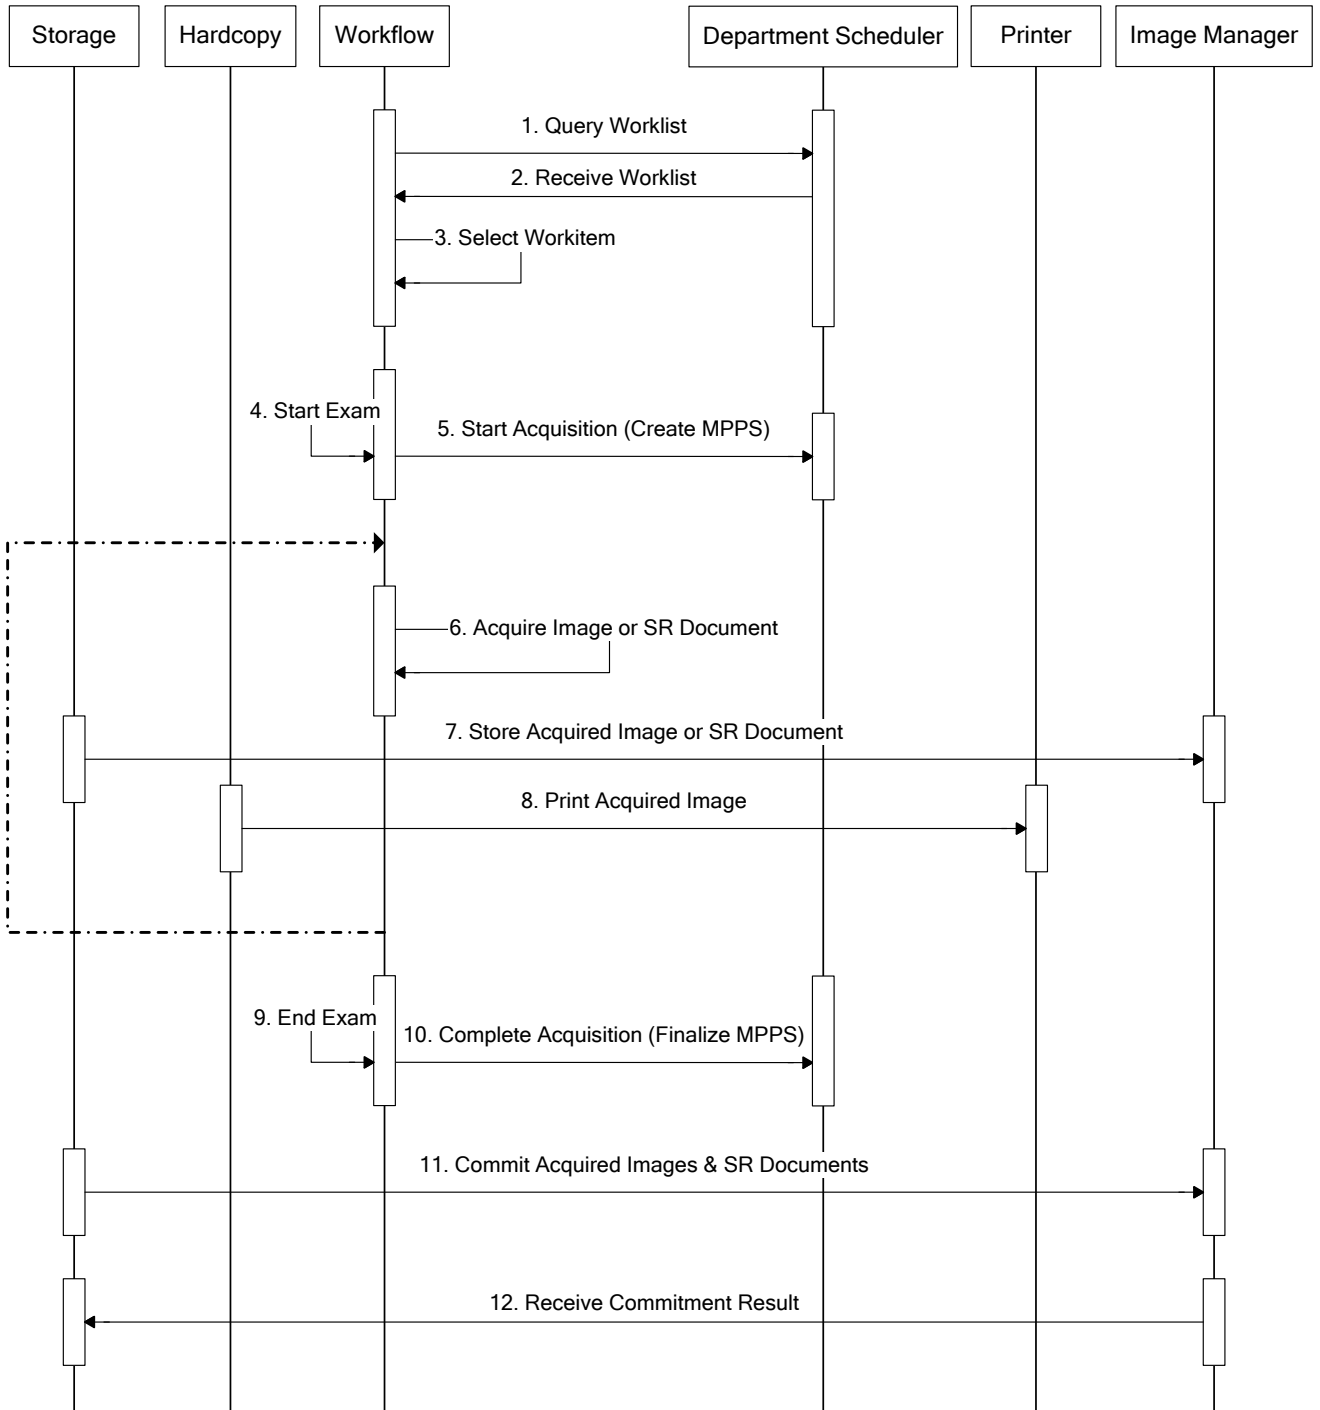 Storage
Hardcopy
Workflow
Department Scheduler
Printer
Image Manager
1. Query Worklist
2. Receive Worklist
3. Select Workitem
4. Start Exam
5. Start Acquisition (Create MPPS)
6. Acquire Image or SR Document
7. Store Acquired Image or SR Document
8. Print Acquired Image
9. End Exam
10. Complete Acquisition (Finalize MPPS)
11. Commit Acquired Images & SR Documents
12. Receive Commitment Result